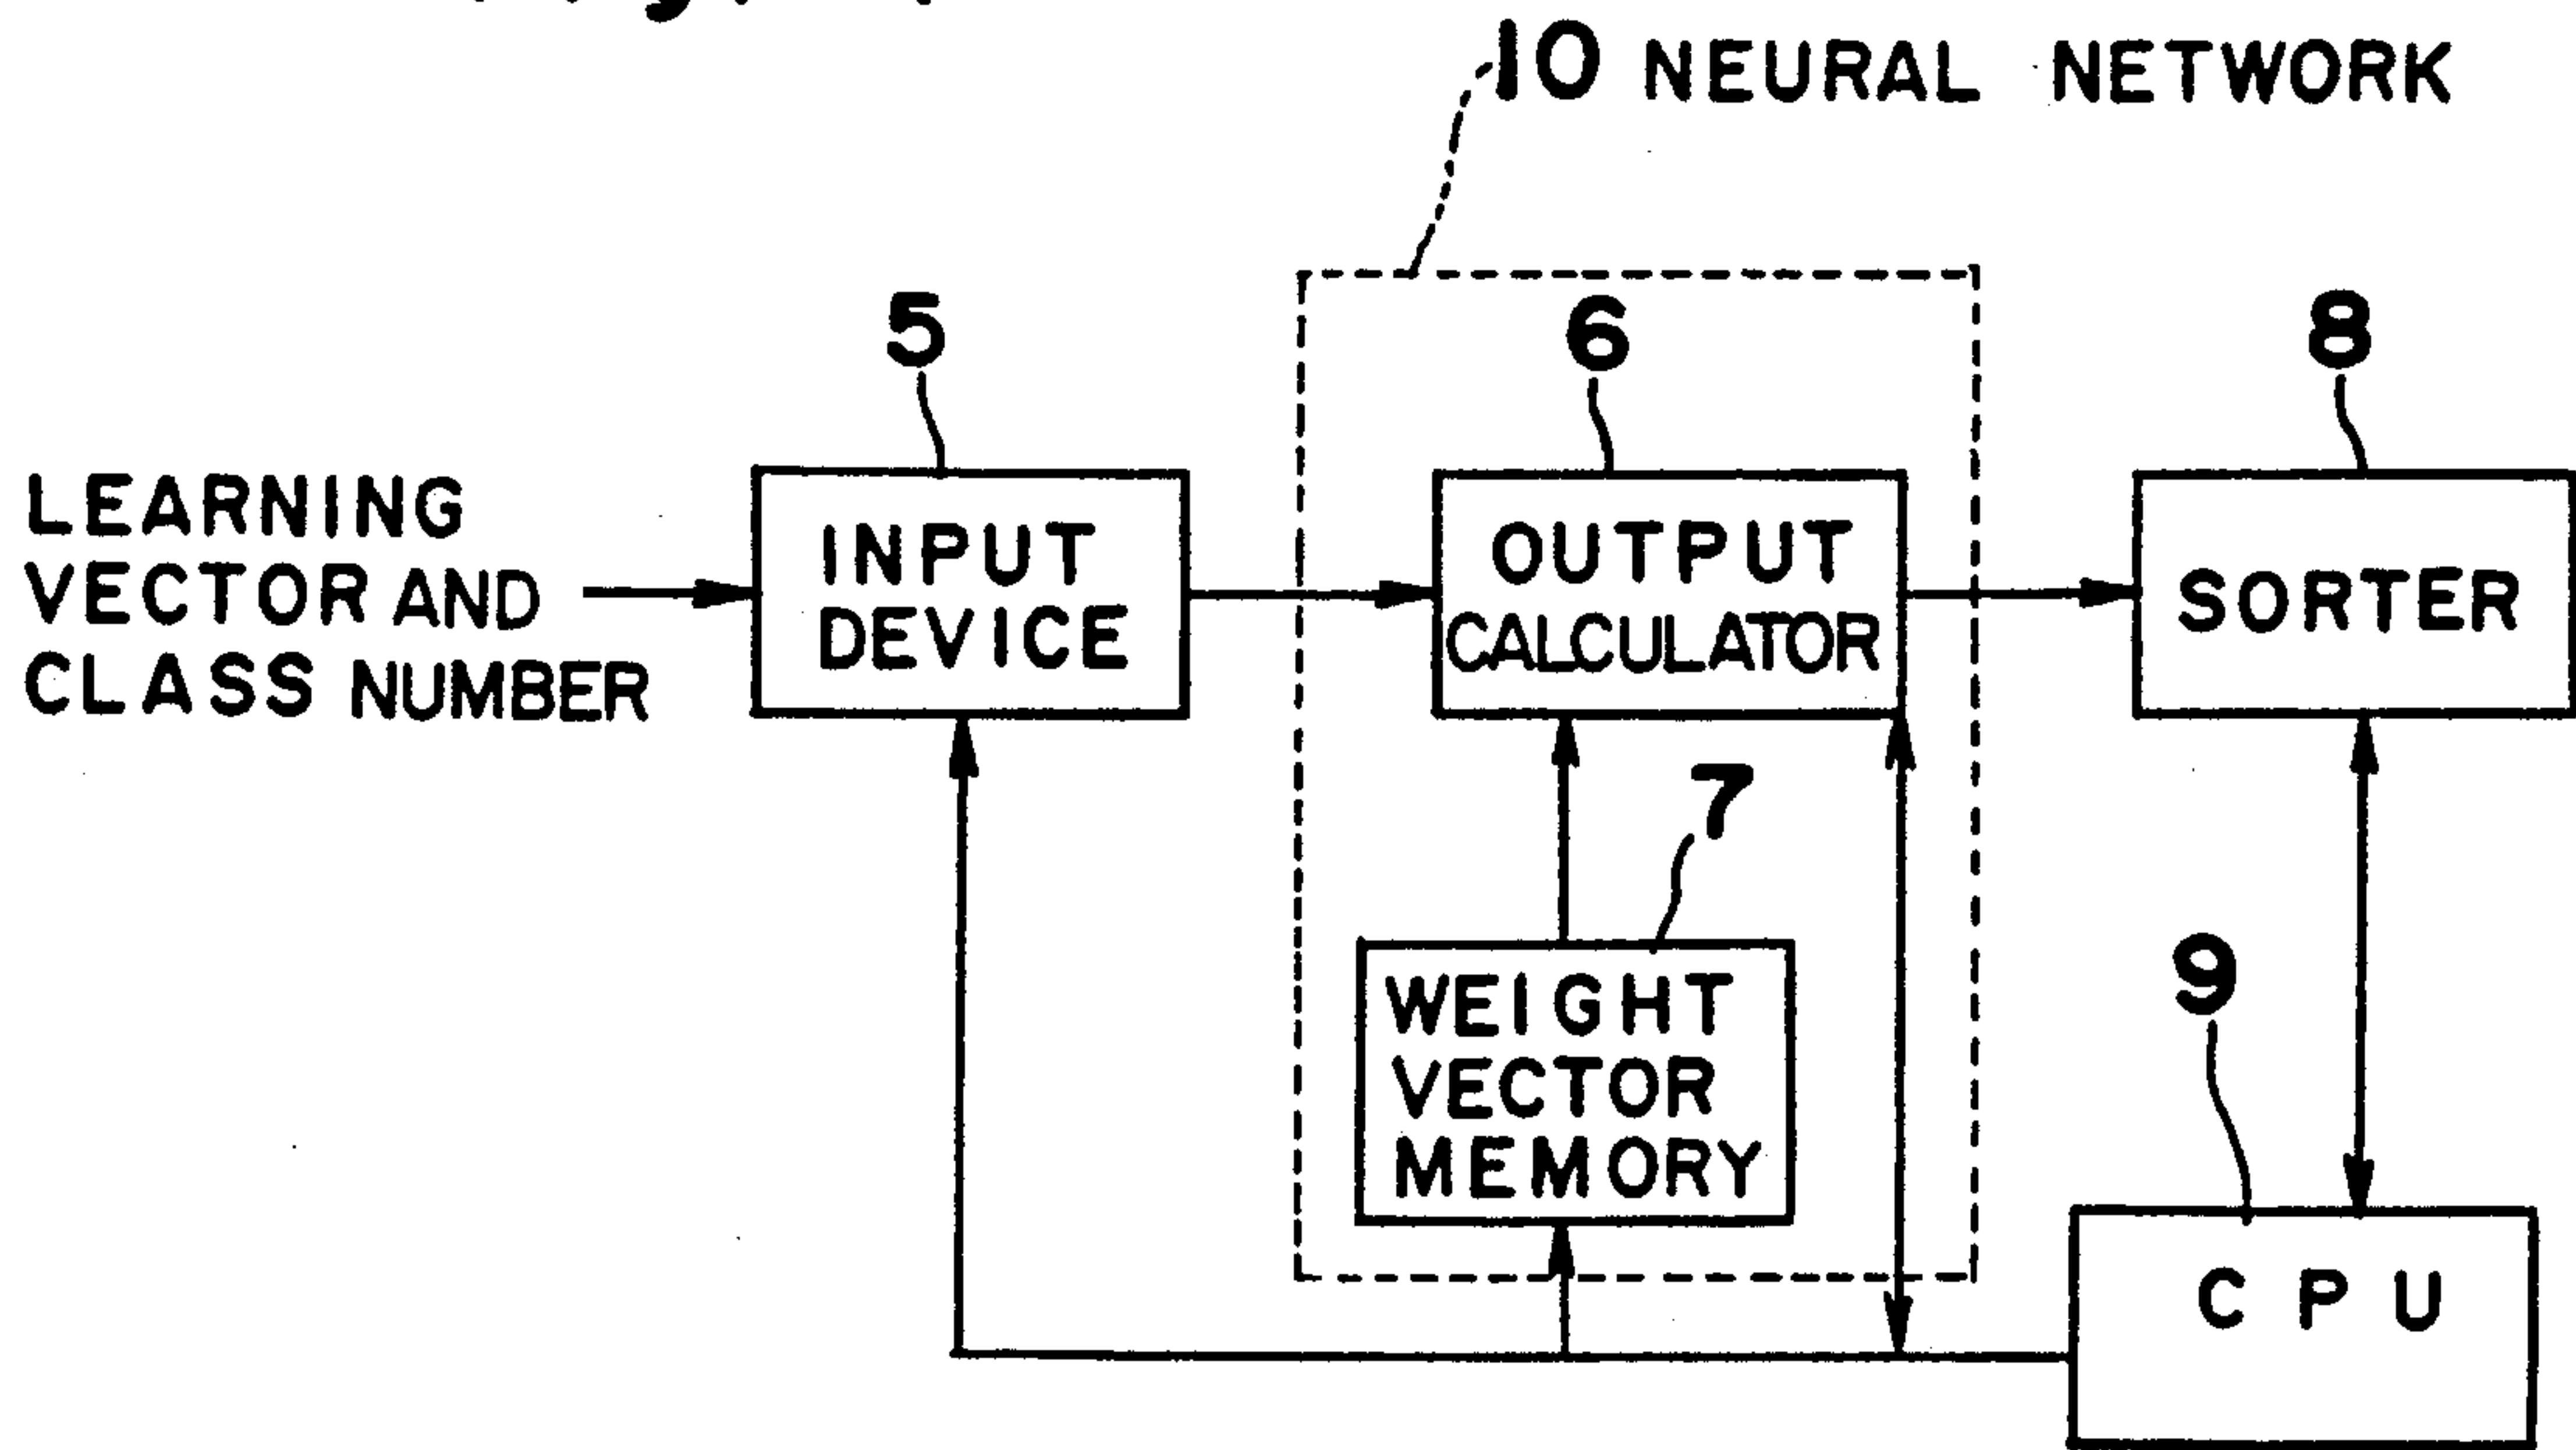 10 NEURAL NETWORK
5
6
8
LEARNING
VECTOR AND
CLASS NUMBER
INPUT
DEVICE
OUTPUT
CALCULATOR
SORTER
7
WEIGHT
VECTOR
MEMORY
9
CPU